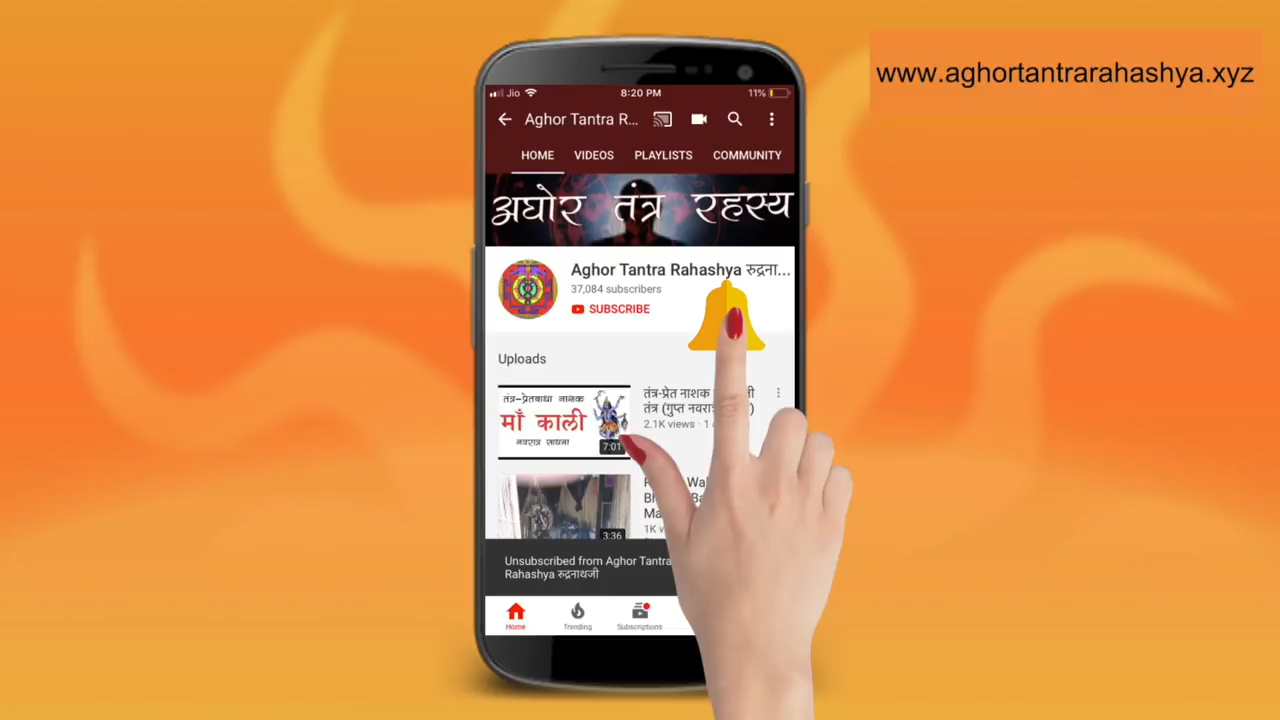 www.aghortantrarahashya.xyz
Jio
8:20 PM
11%
Aghor Tantra R...
HOME VIDEOS PLAYLISTS COMMUNITY
अघोर तंत्र रहस्य
Aghor Tantra Rahashya रुद्रना...
37,084 subscribers
SUBSCRIBE
Uploads
तंत्र-प्रेतबाधा नाशक
माँ काली
नवरात्र साधना
7:01
तंत्र-प्रेत नाशक
तंत्र (गुप्त
2.1K views
3:36
1K
Unsubscribed from Aghor Tantra
Rahashya रुद्रनाथजी
Home Trending Subscriptions